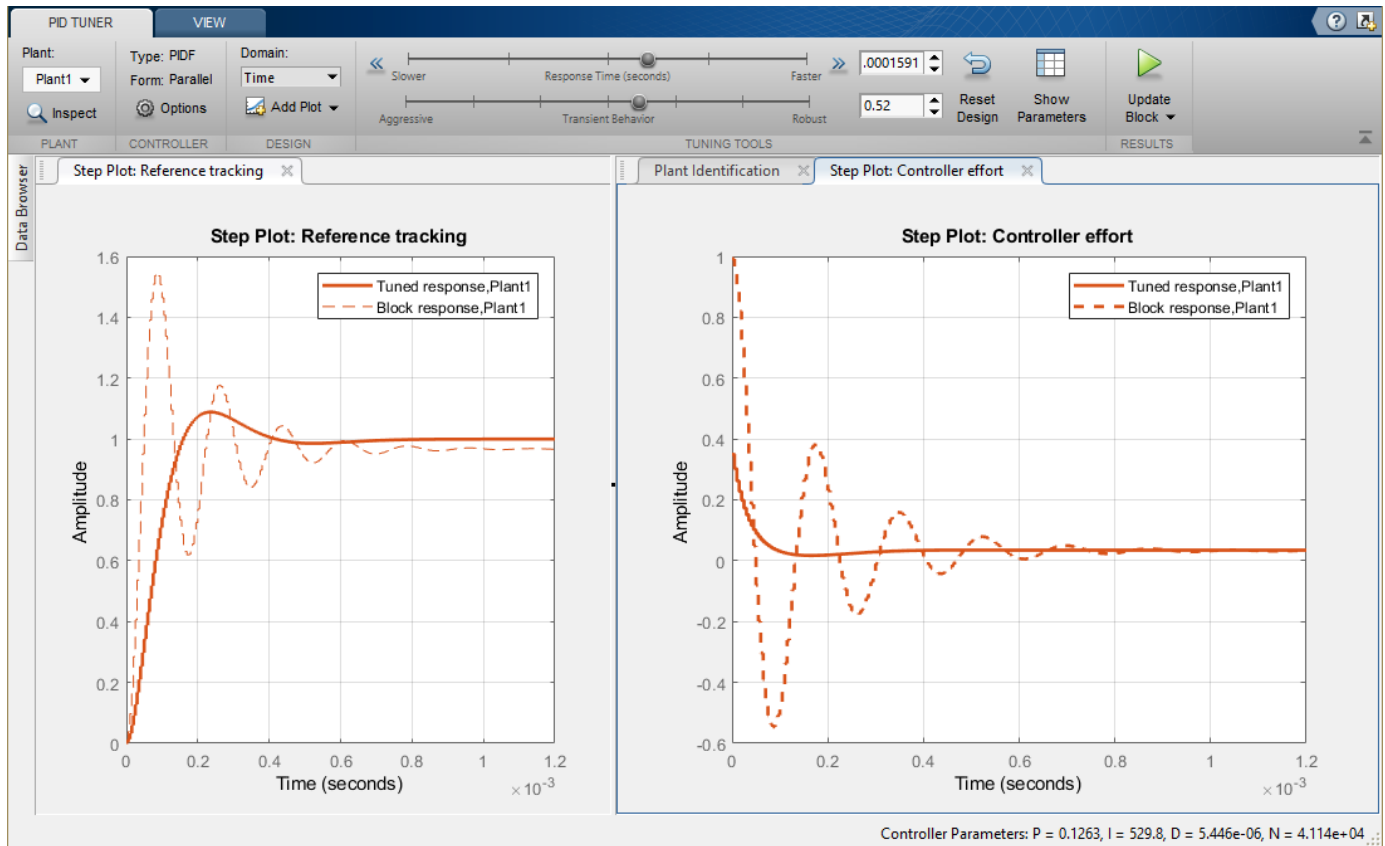 PID TUNER VIEW
Plant: Type: PIDF Domain:
Plant1 Form: Parallel Time
Slower Response Time (seconds) Faster .0001591
Inspect Options Add Plot
Aggressive Transient Behavior Robust 0.52
Reset Design Show Parameters Update Block
PLANT CONTROLLER DESIGN TUNING TOOLS RESULTS
Data Browser
Step Plot: Reference tracking
Plant Identification Step Plot: Controller effort
Step Plot: Reference tracking
Tuned response,Plant1
Block response,Plant1
1.6
1.4
1.2
1
0.8
0.6
0.4
0.2
0
Amplitude
0 0.2 0.4 0.6 0.8 1 1.2
Time (seconds) × 10-3
Step Plot: Controller effort
Tuned response,Plant1
Block response,Plant1
1
0.8
0.6
0.4
0.2
0
-0.2
-0.4
-0.6
Amplitude
0 0.2 0.4 0.6 0.8 1 1.2
Time (seconds) × 10-3
Controller Parameters: P = 0.1263, I = 529.8, D = 5.446e-06, N = 4.114e+04